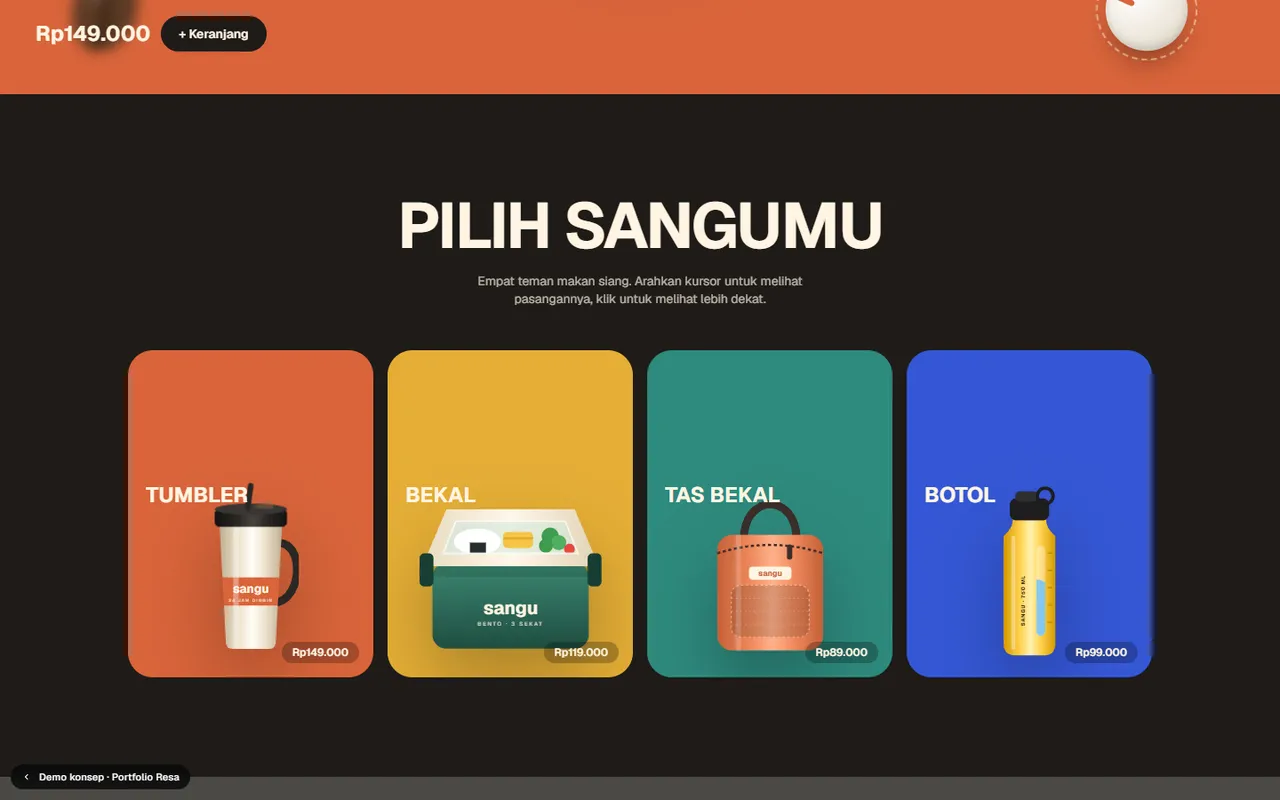 Rp149.000
+ Keranjang
PILIH SANGUMU
Empat teman makan siang. Arahkan kursor untuk melihat
pasangannya, klik untuk melihat lebih dekat.
TUMBLER
sangu
Rp149.000
BEKAL
sangu
BENTO · 3 SEKAT
Rp119.000
TAS BEKAL
sangu
Rp89.000
BOTOL
SANGU · 750 ML
Rp99.000
Demo konsep · Portfolio Resa